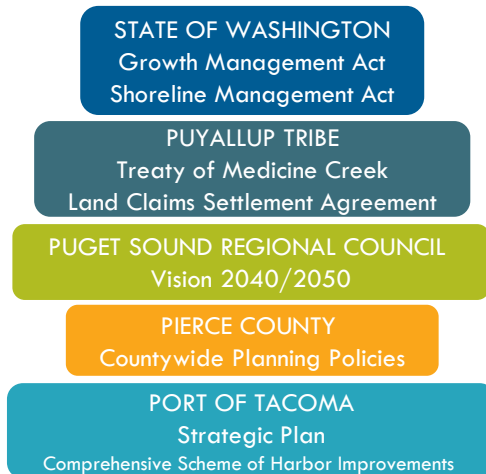 STATE OF WASHINGTON
Growth Management Act
Shoreline Management Act
PUYALLUP TRIBE
Treaty of Medicine Creek
Land Claims Settlement Agreement
PUGET SOUND REGIONAL COUNCIL
Vision 2040/2050
PIERCE COUNTY
Countywide Planning Policies
PORT OF TACOMA
Strategic Plan
Comprehensive Scheme of Harbor Improvements